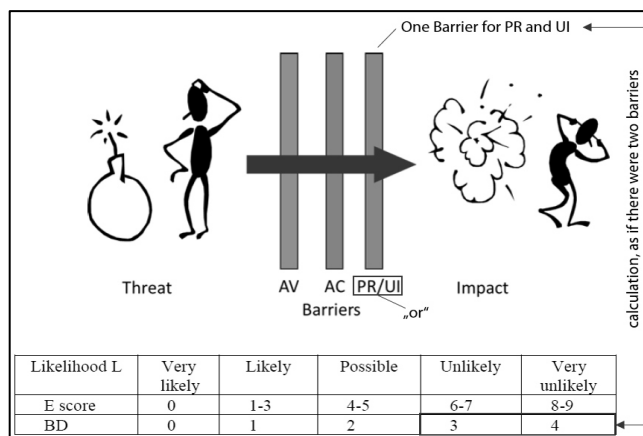 One Barrier for PR and UI
calculation, as if there were two barriers
Threat
AV
AC
PR/UI
Impact
Barriers
„or“
Likelihood L Very likely Likely Possible Unlikely Very unlikely
E score 0 1-3 4-5 6-7 8-9
BD 0 1 2 3 4